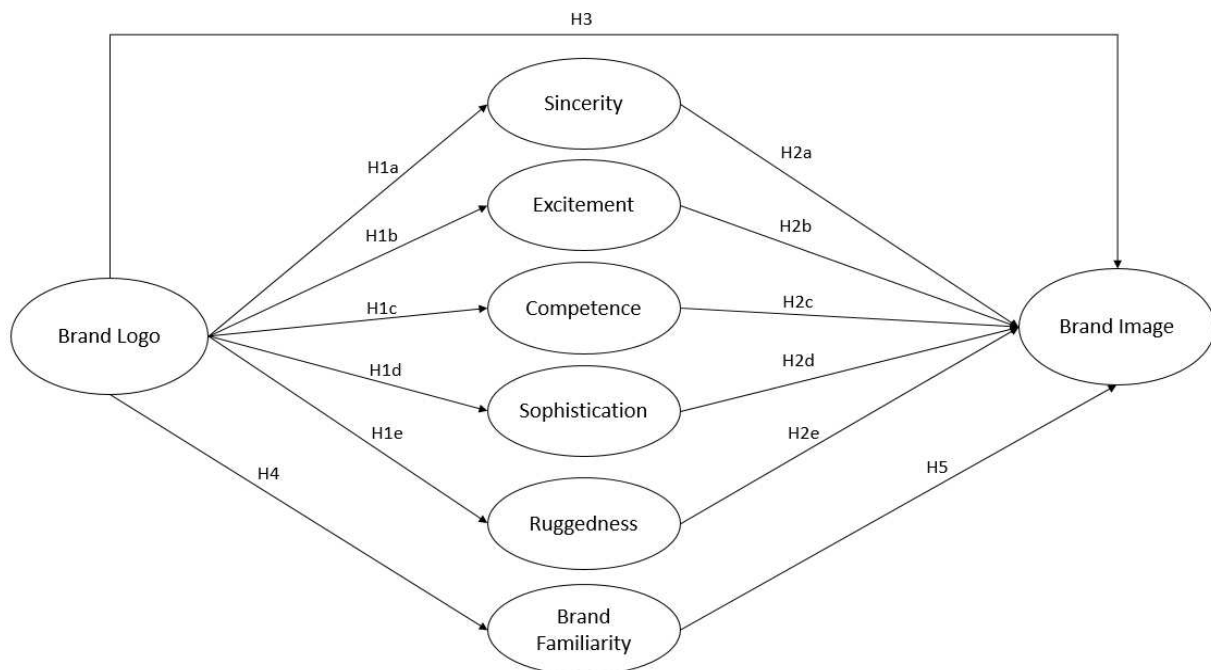 H3
Sincerity
H1a
H2a
Excitement
H1b
H2b
Brand Logo
H1c
Competence
H2c
Brand Image
H1d
Sophistication
H2d
H1e
H2e
H4
H5
Ruggedness
Brand
Familiarity